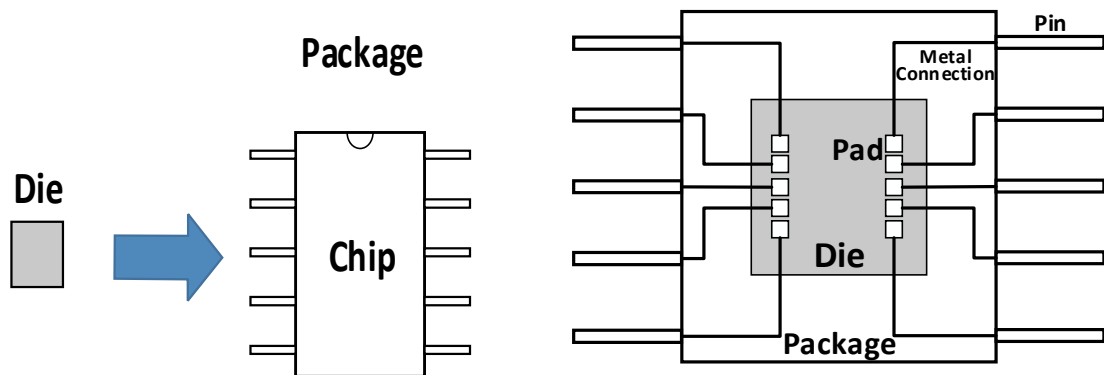 Package
Die
Chip
Pin
Metal
Connection
Pad
Die
Package